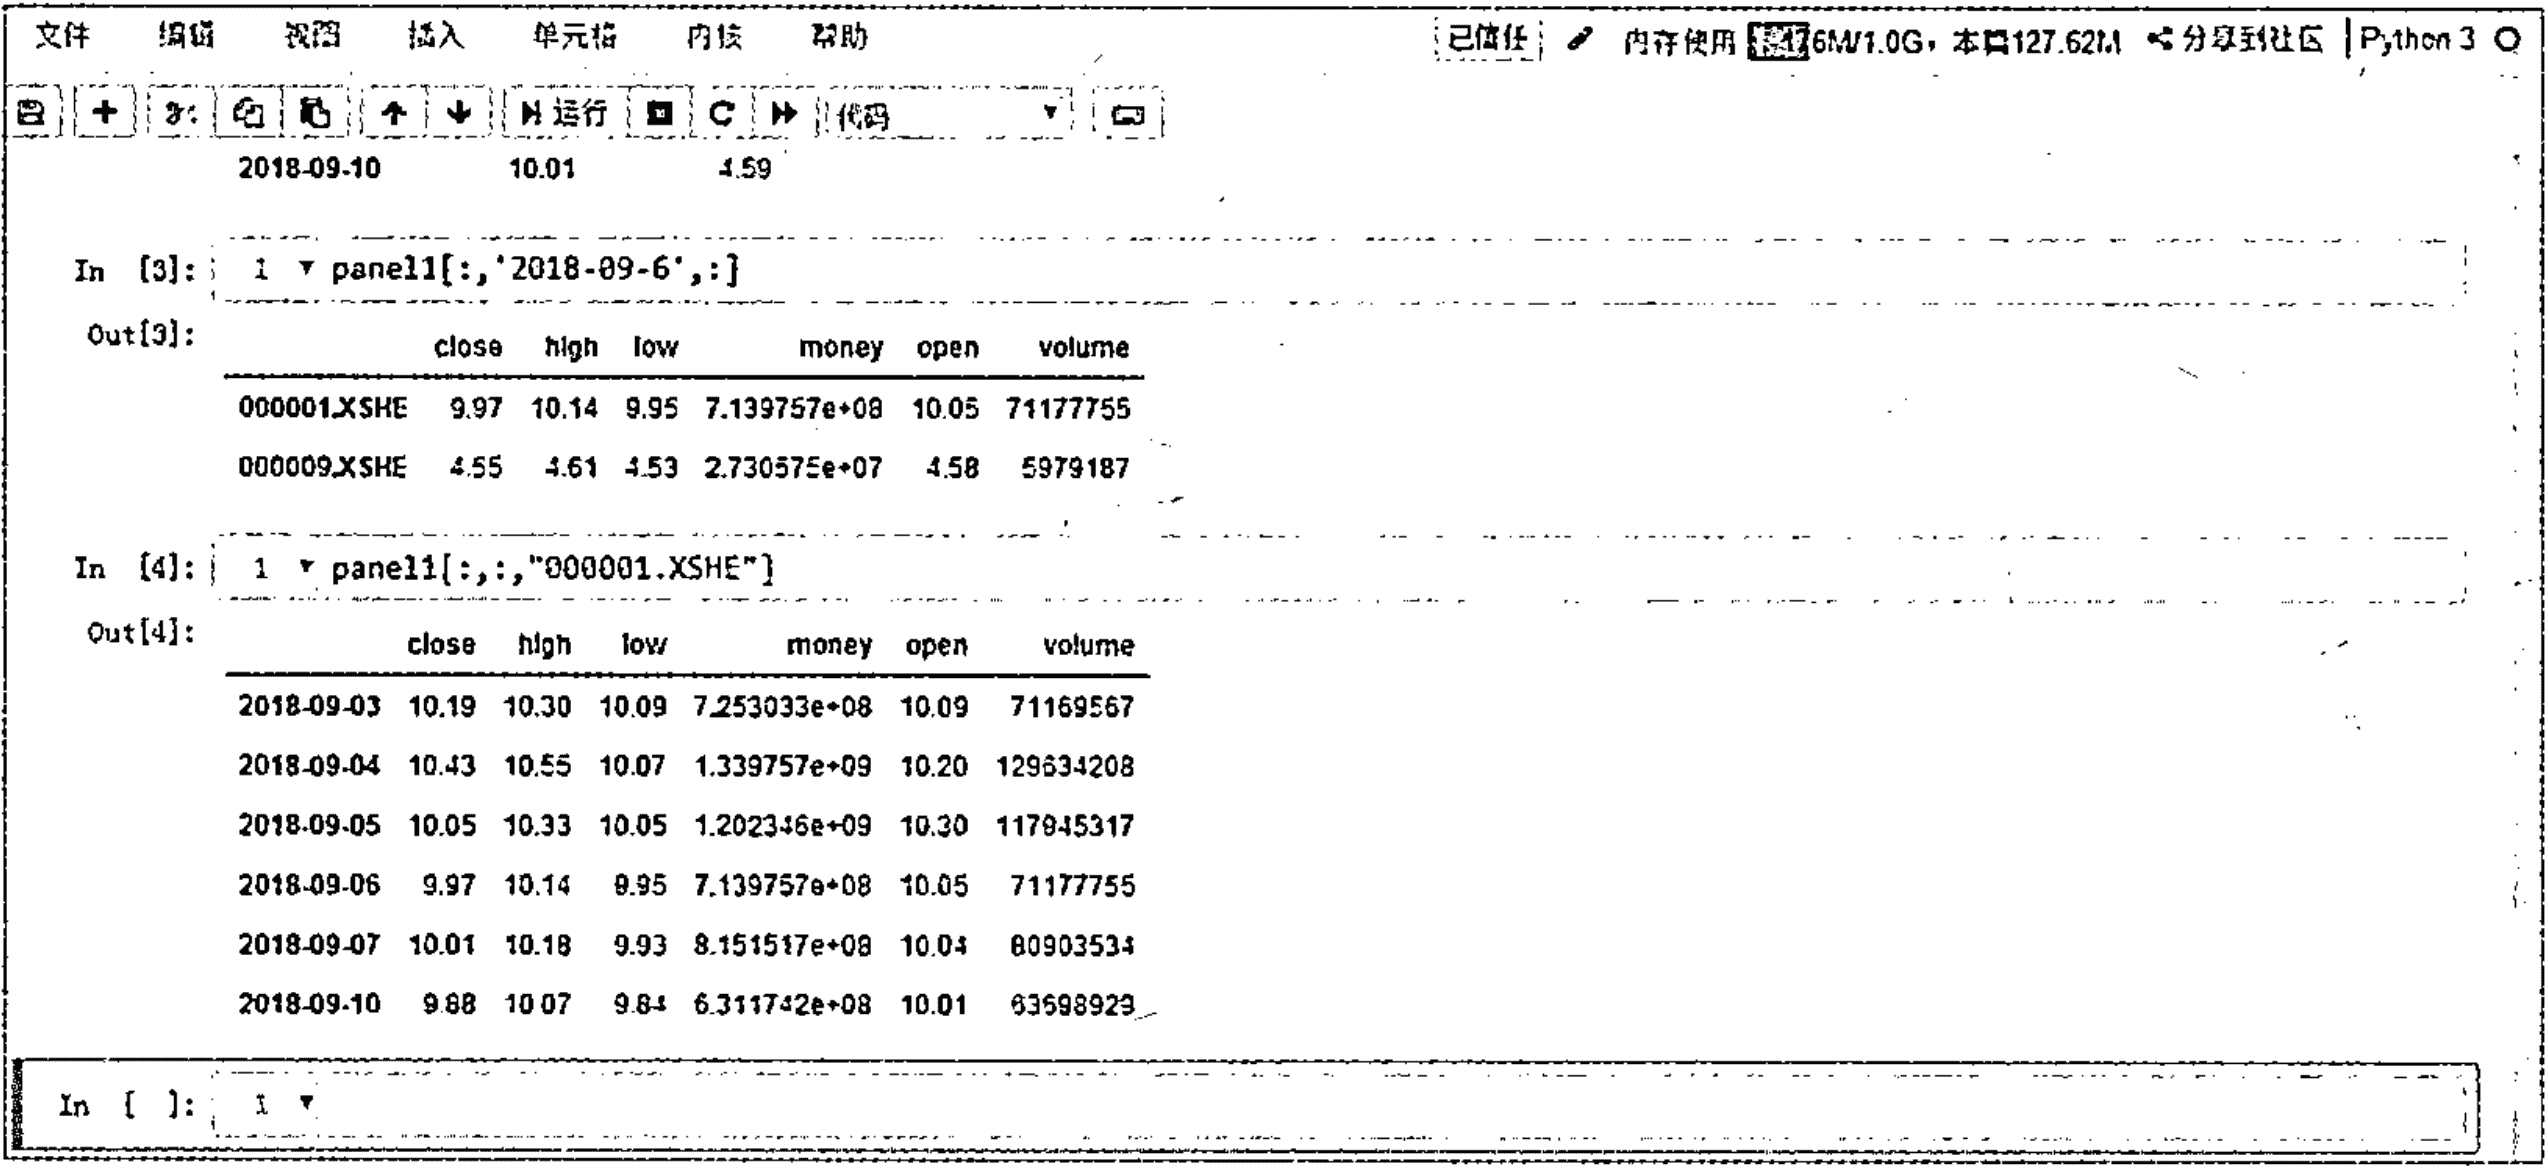 文件 编辑 视图 插入 单元格 内核 帮助 已信任 内存使用 6M/1.0G, 本篇127.62M 分享到社区 Python 3
运行 代码
2018-09-10 10.01 4.59
In [3]: 1 panel1[:,'2018-09-6',:]
Out[3]:
close high low money open volume
000001.XSHE 9.97 10.14 9.95 7.139757e+08 10.05 71177755
000009.XSHE 4.55 4.61 4.53 2.730575e+07 4.58 5979187
In [4]: 1 panel1[:,:,"000001.XSHE"]
Out[4]:
close high low money open volume
2018-09-03 10.19 10.30 10.09 7.253033e+08 10.09 71169567
2018-09-04 10.43 10.55 10.07 1.339757e+09 10.20 129634208
2018-09-05 10.05 10.33 10.05 1.202346e+09 10.30 117945317
2018-09-06 9.97 10.14 9.95 7.139757e+08 10.05 71177755
2018-09-07 10.01 10.18 9.93 8.151517e+08 10.04 80903534
2018-09-10 9.88 10.07 9.84 6.311742e+08 10.01
In [ ]: 1